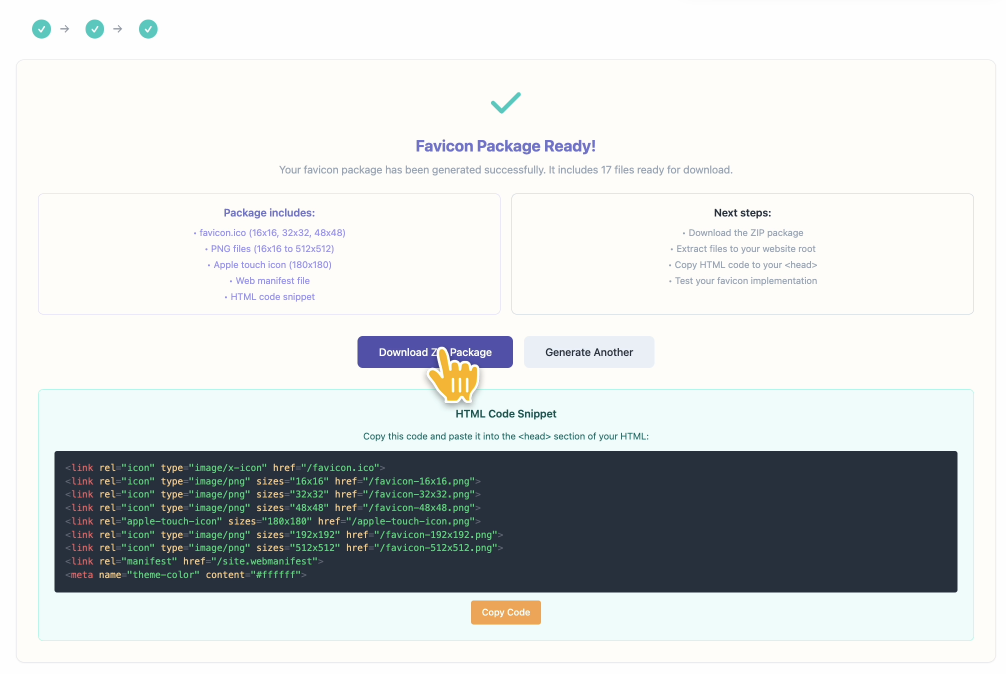 Favicon Package Ready!
Your favicon package has been generated successfully. It includes 17 files ready for download.
Package includes:
• favicon.ico (16x16, 32x32, 48x48)
• PNG files (16x16 to 512x512)
• Apple touch icon (180x180)
• Web manifest file
• HTML code snippet
Next steps:
• Download the ZIP package
• Extract files to your website root
• Copy HTML code to your <head>
• Test your favicon implementation
Download Package
Generate Another
HTML Code Snippet
Copy this code and paste it into the <head> section of your HTML:
<link rel="icon" type="image/x-icon" href="/favicon.ico">
<link rel="icon" type="image/png" sizes="16x16" href="/favicon-16x16.png">
<link rel="icon" type="image/png" sizes="32x32" href="/favicon-32x32.png">
<link rel="icon" type="image/png" sizes="48x48" href="/favicon-48x48.png">
<link rel="apple-touch-icon" sizes="180x180" href="/apple-touch-icon.png">
<link rel="icon" type="image/png" sizes="192x192" href="/favicon-192x192.png">
<link rel="icon" type="image/png" sizes="512x512" href="/favicon-512x512.png">
<link rel="manifest" href="/site.webmanifest">
<meta name="theme-color" content="#ffffff">
Copy Code